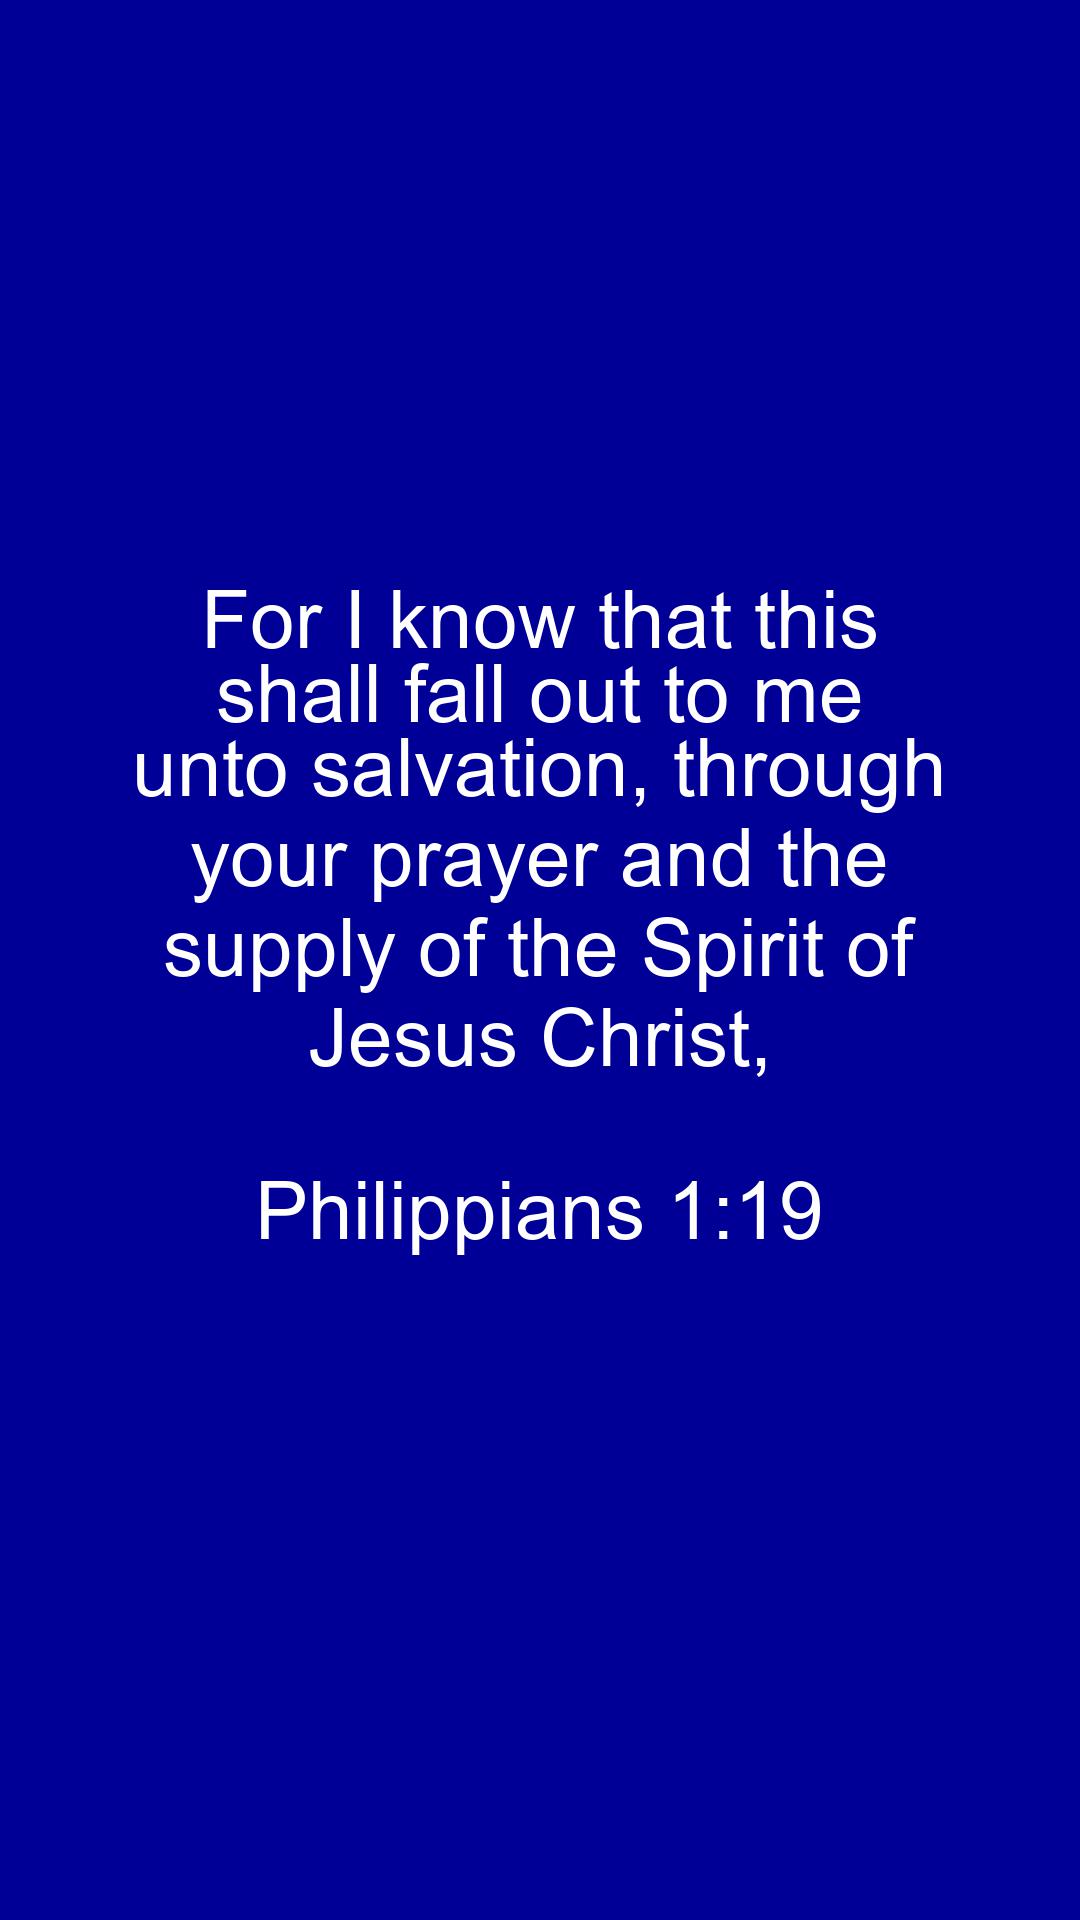 For I know that this
shall fall out to me
unto salvation, through
your prayer and the
supply of the Spirit of
Jesus Christ,
Philippians 1:19